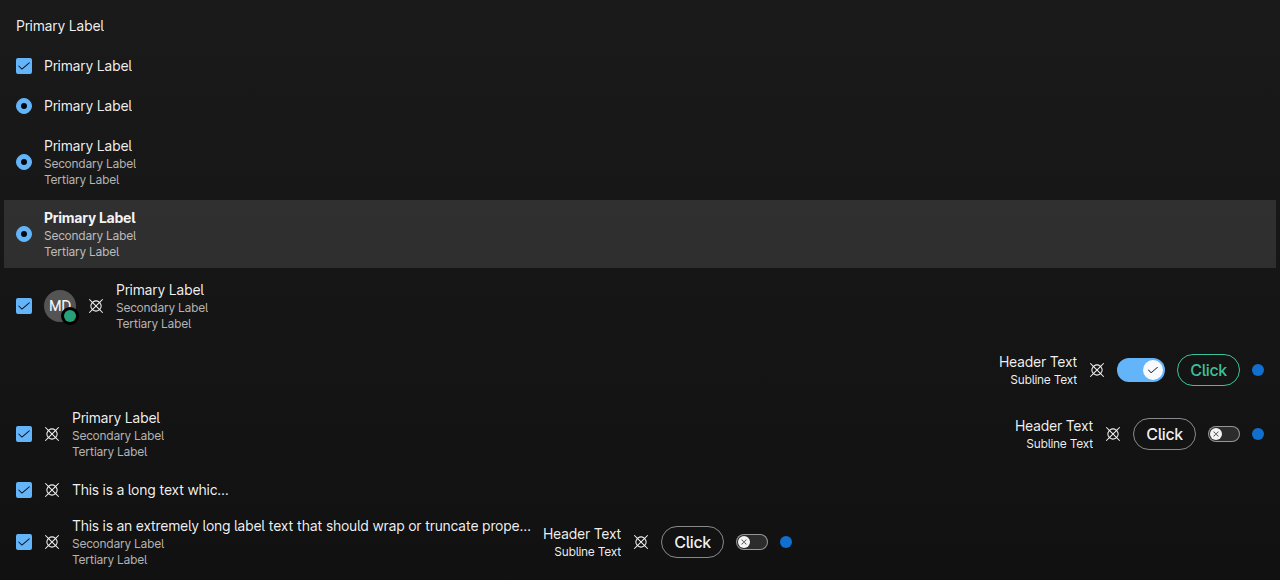 Primary Label
Primary Label
Primary Label
Primary Label
Secondary Label
Tertiary Label
Primary Label
Secondary Label
Tertiary Label
MD
Primary Label
Secondary Label
Tertiary Label
Header Text
Subline Text
Click
Primary Label
Secondary Label
Tertiary Label
Header Text
Subline Text
Click
This is a long text whic...
This is an extremely long label text that should wrap or truncate prope...
Secondary Label
Tertiary Label
Header Text
Subline Text
Click